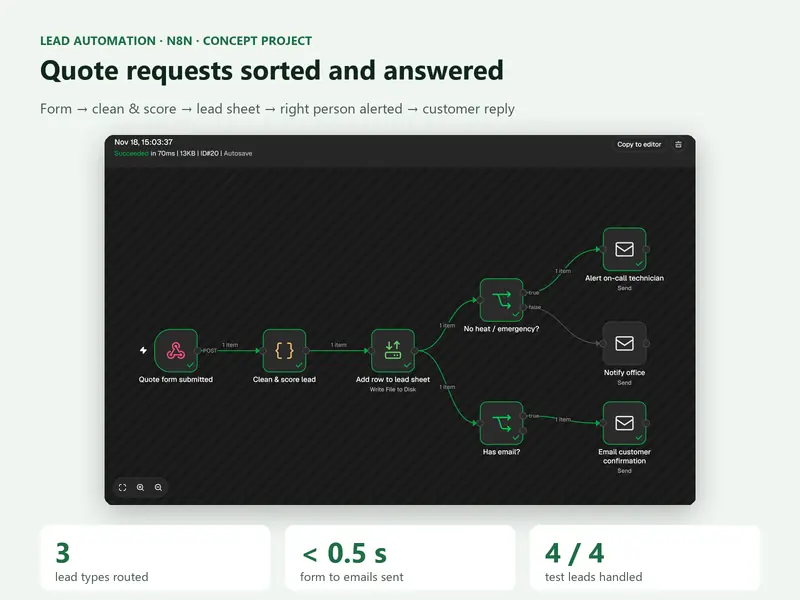 LEAD AUTOMATION · N8N · CONCEPT PROJECT
Quote requests sorted and answered
Form → clean & score → lead sheet → right person alerted → customer reply
Nov 18, 15:03:37
Succeeded in 70ms | 13KB | ID#20 | Autosave
Copy to editor
1 item
Alert on-call technician
Send
true
false
1 item
No heat / emergency?
POST
1 item
1 item
Quote form submitted
Clean & score lead
Add row to lead sheet
Write File to Disk
Notify office
Send
1 item
true
1 item
Has email?
Email customer
confirmation
Send
3
lead types routed
< 0.5 s
form to emails sent
4 / 4
test leads handled